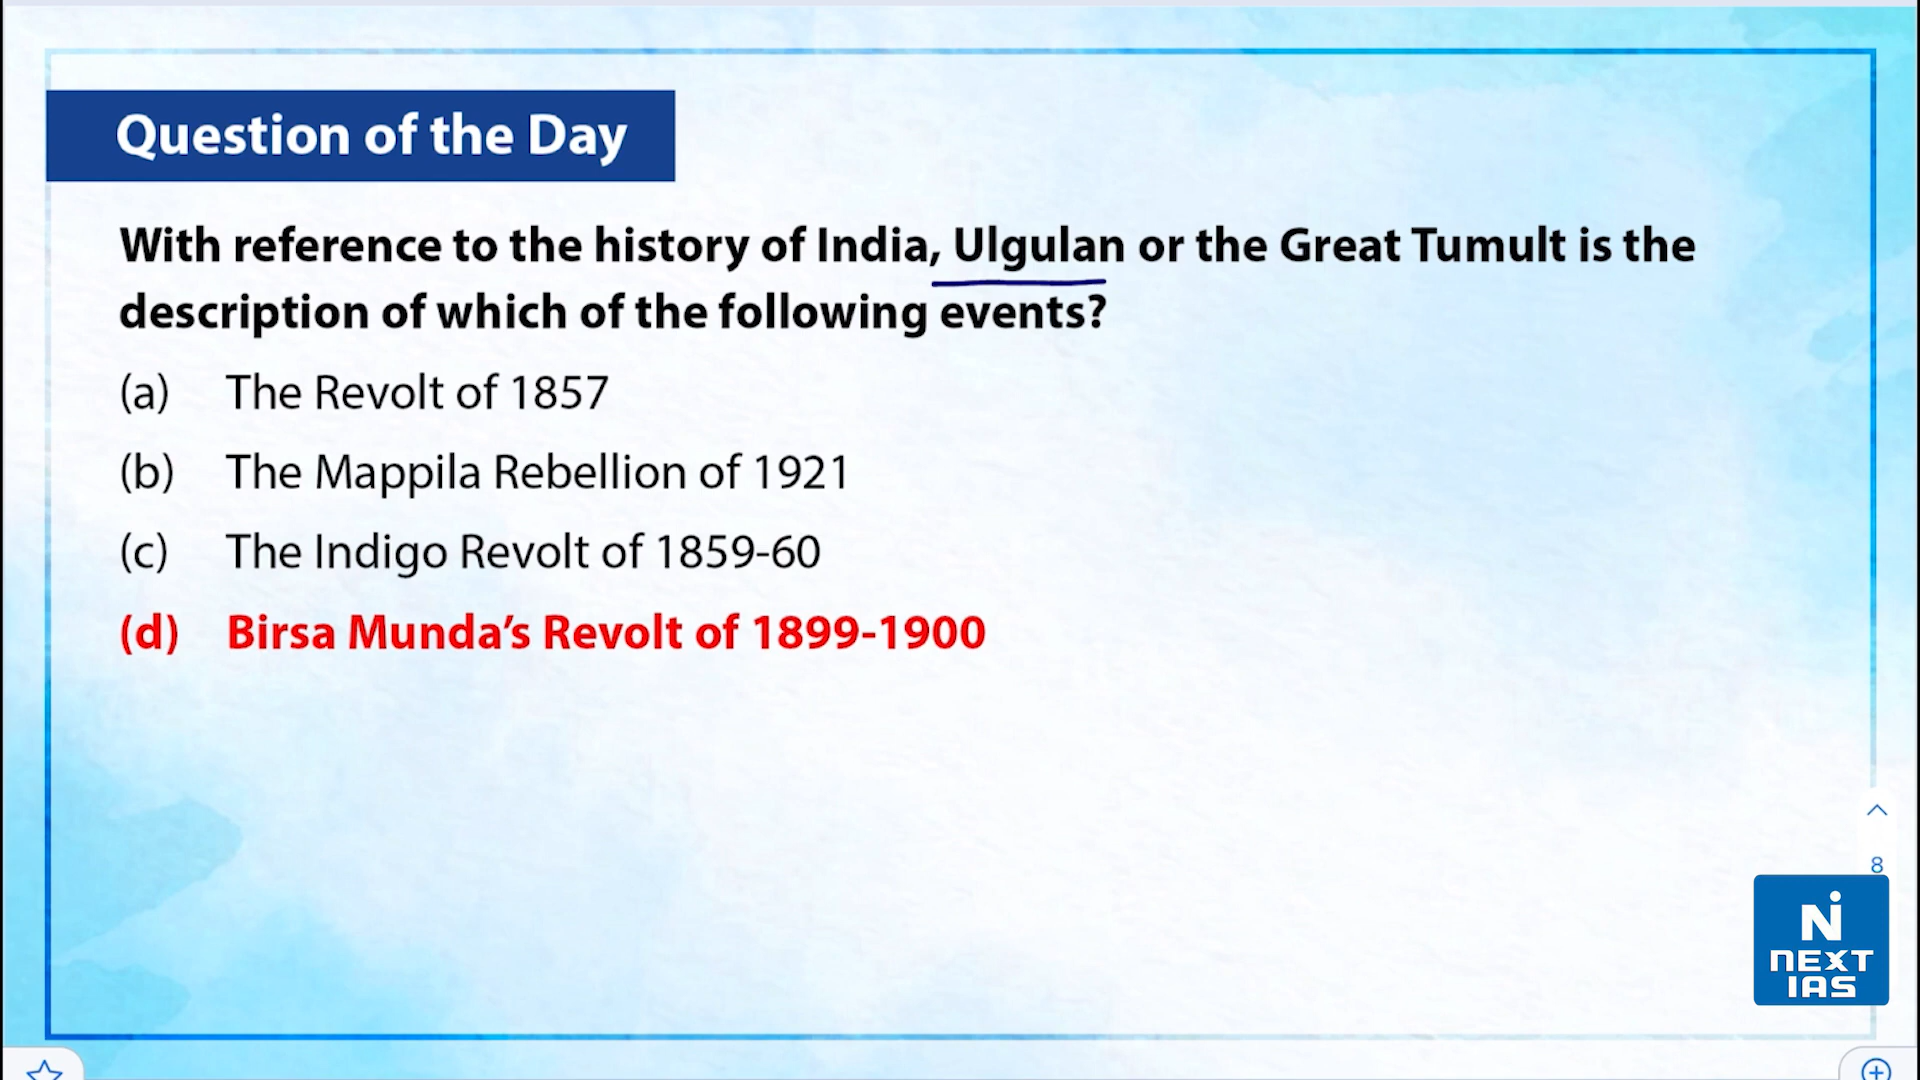 Question of the Day
With reference to the history of India, Ulgulan or the Great Tumult is the
description of which of the following events?
(a) The Revolt of 1857
(b) The Mappila Rebellion of 1921
(c) The Indigo Revolt of 1859-60
(d) Birsa Munda’s Revolt of 1899-1900
8
N
NEXT
IAS